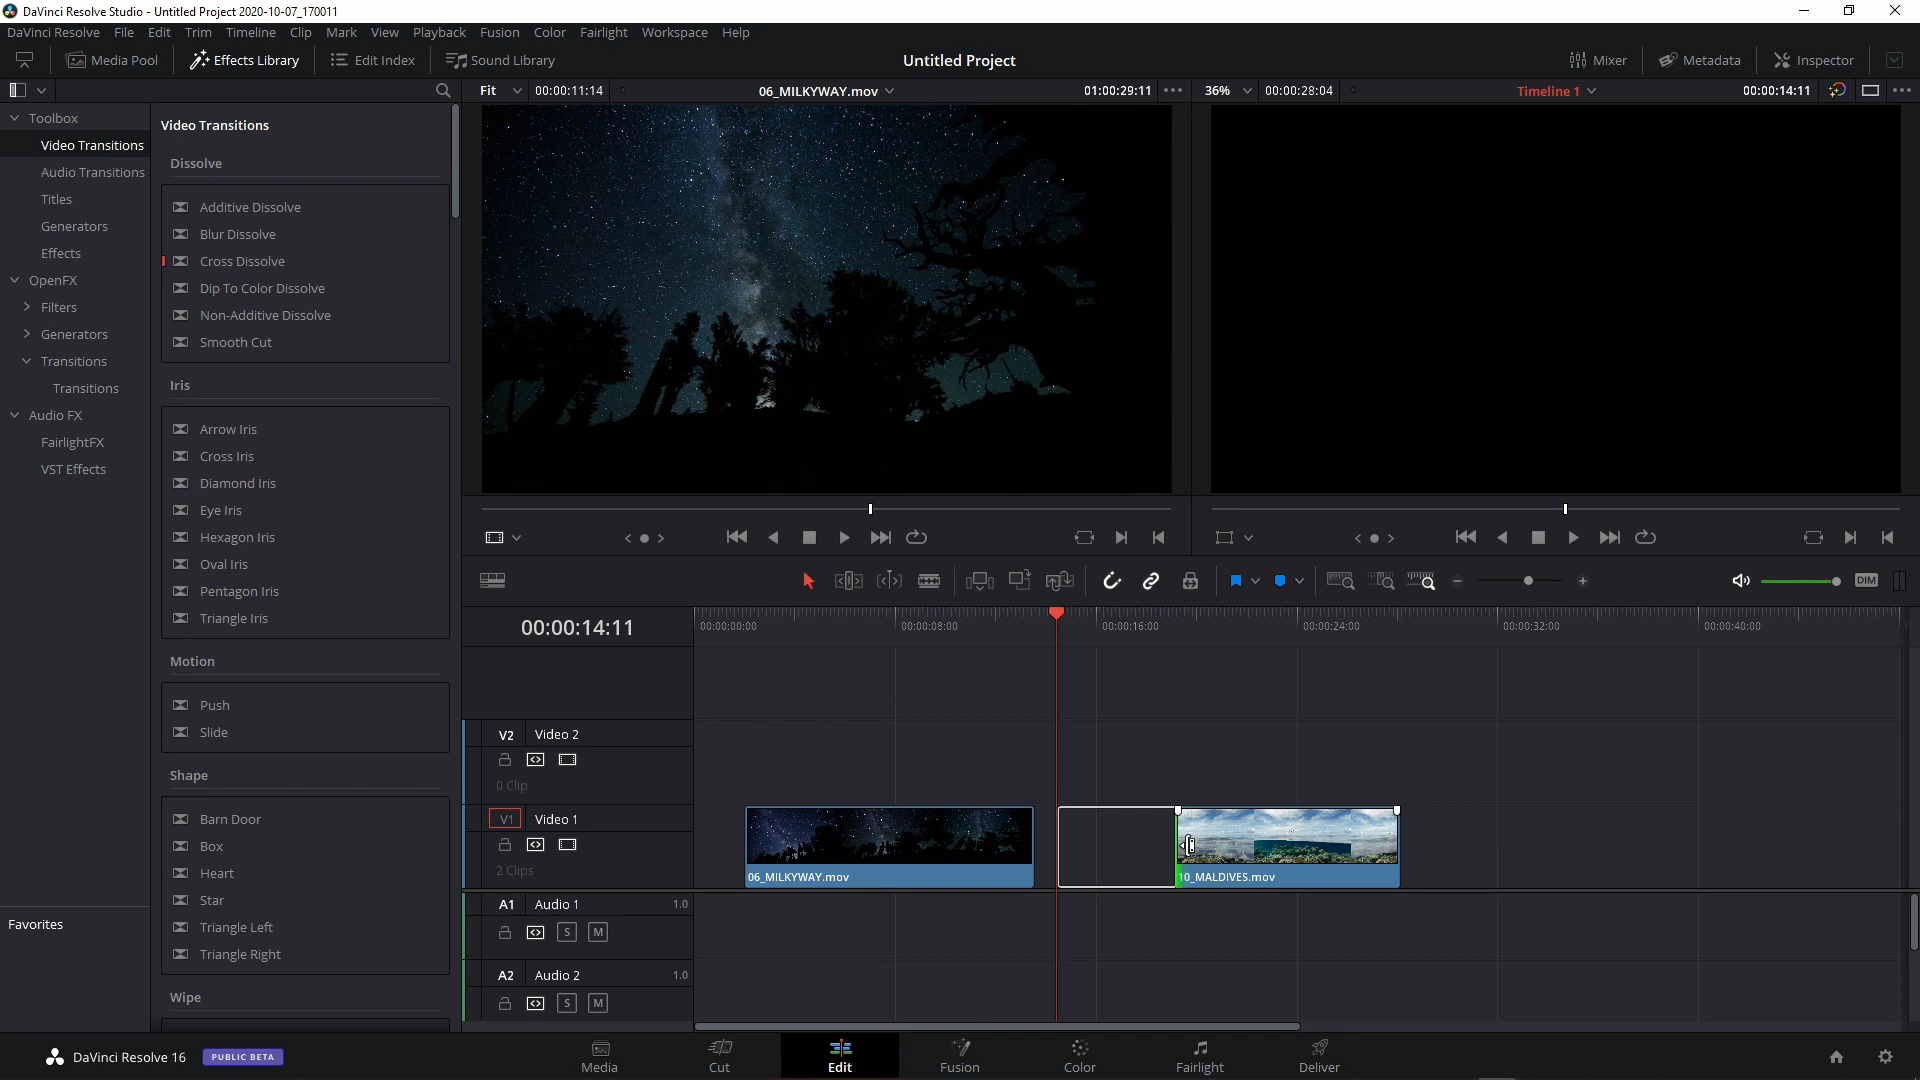 DaVinci Resolve Studio - Untitled Project 2020-10-07_170011
DaVinci Resolve File Edit Trim Timeline Clip Mark View Playback Fusion Color Fairlight Workspace Help
Media Pool Effects Library Edit Index Sound Library Untitled Project Mixer Metadata Inspector
Fit 00:00:11:14 06_MILKYWAY.mov 01:00:29:11 36% 00:00:28:04 Timeline 1 00:00:14:11
Toolbox
Video Transitions
Audio Transitions
Titles
Generators
Effects
OpenFX
Filters
Generators
Transitions
Transitions
Audio FX
FairlightFX
VST Effects
Favorites
Video Transitions
Dissolve
Additive Dissolve
Blur Dissolve
Cross Dissolve
Dip To Color Dissolve
Non-Additive Dissolve
Smooth Cut
Iris
Arrow Iris
Cross Iris
Diamond Iris
Eye Iris
Hexagon Iris
Oval Iris
Pentagon Iris
Triangle Iris
Motion
Push
Slide
Shape
Barn Door
Box
Heart
Star
Triangle Left
Triangle Right
Wipe
DIM
00:00:14:11
00:00:00:00 00:00:08:00 00:00:16:00 00:00:24:00 00:00:32:00 00:00:40:00
V2 Video 2
0 Clip
V1 Video 1
2 Clips
06_MILKYWAY.mov 10_MALDIVES.mov
A1 Audio 1 1.0
S M
A2 Audio 2 1.0
S M
DaVinci Resolve 16 PUBLIC BETA
Media Cut Edit Fusion Color Fairlight Deliver